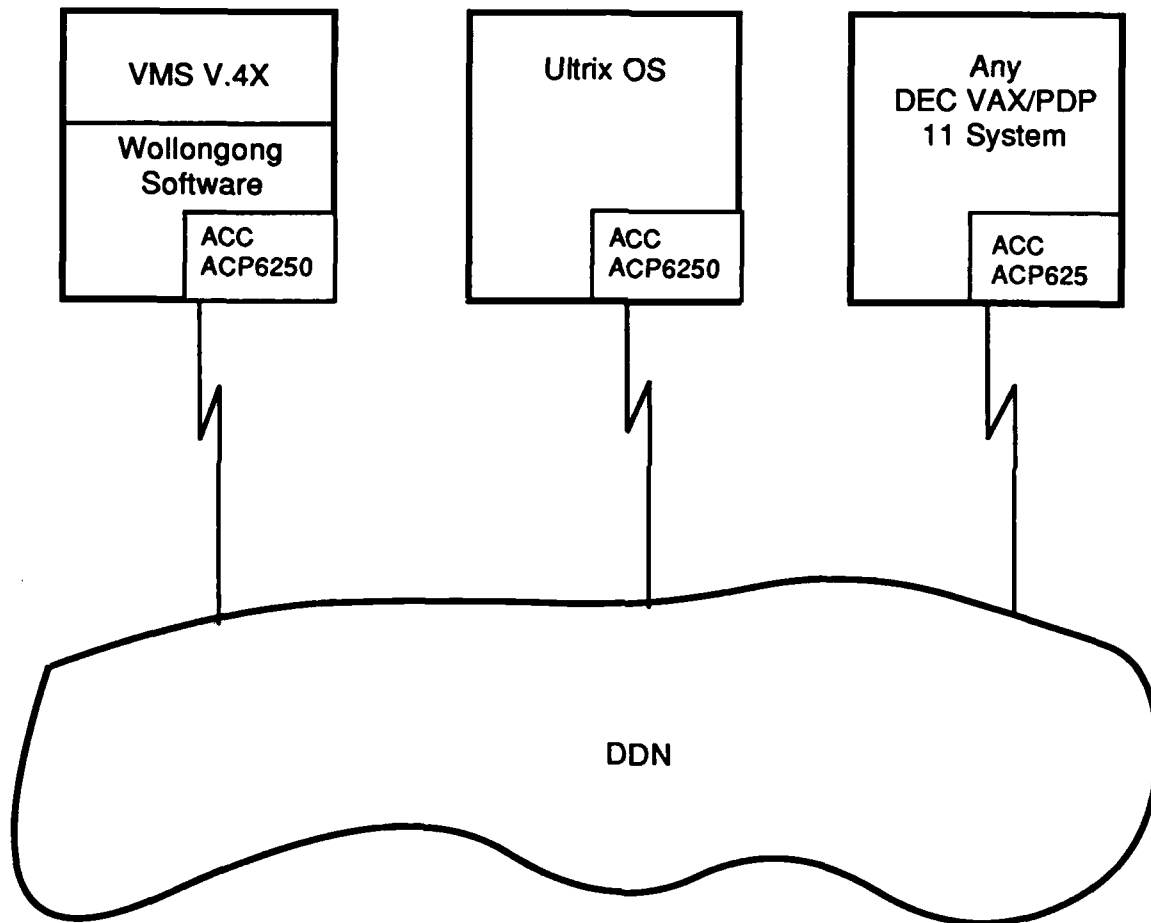 VMS V.4X
Wollongong
Software
ACC
ACP6250
Ultrix OS
ACC
ACP6250
Any
DEC VAX/PDP
11 System
ACC
ACP625
DDN